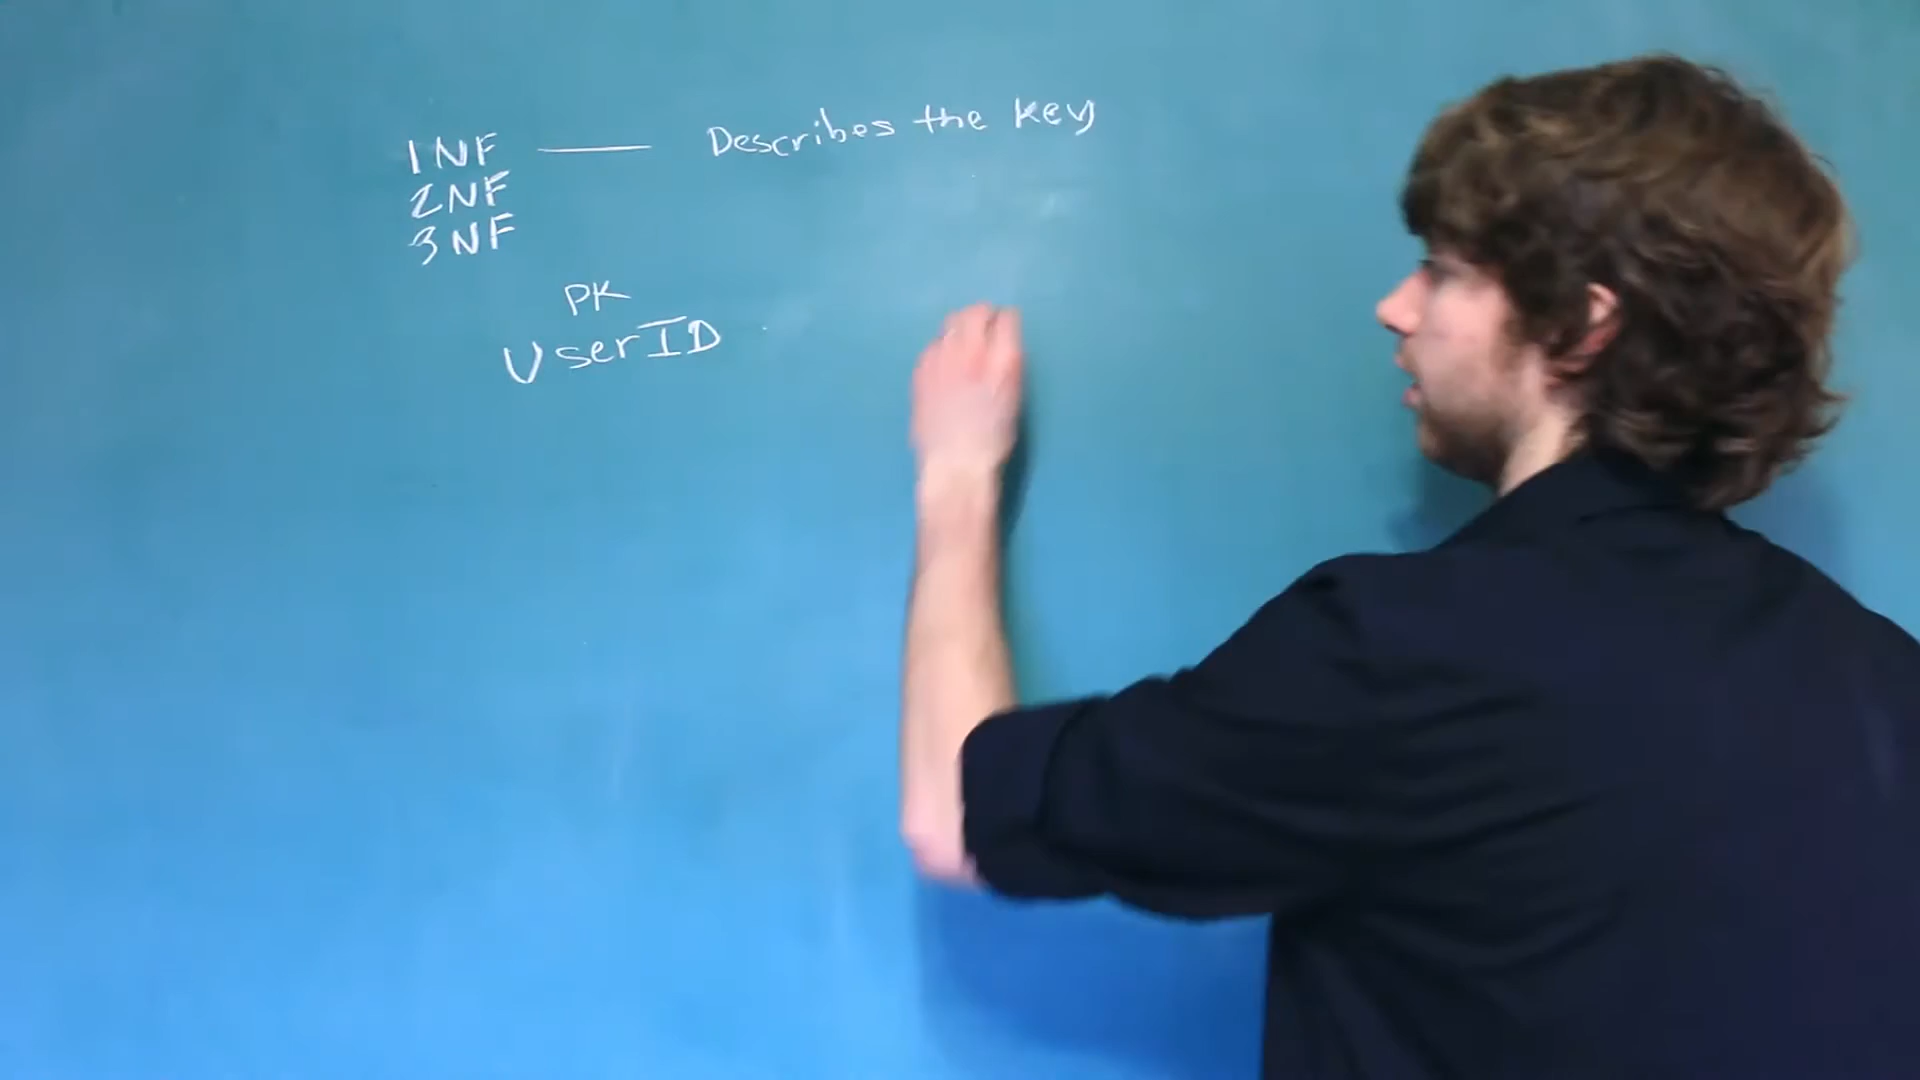 1NF —— Describes the key
2NF
3NF
PK
UserID